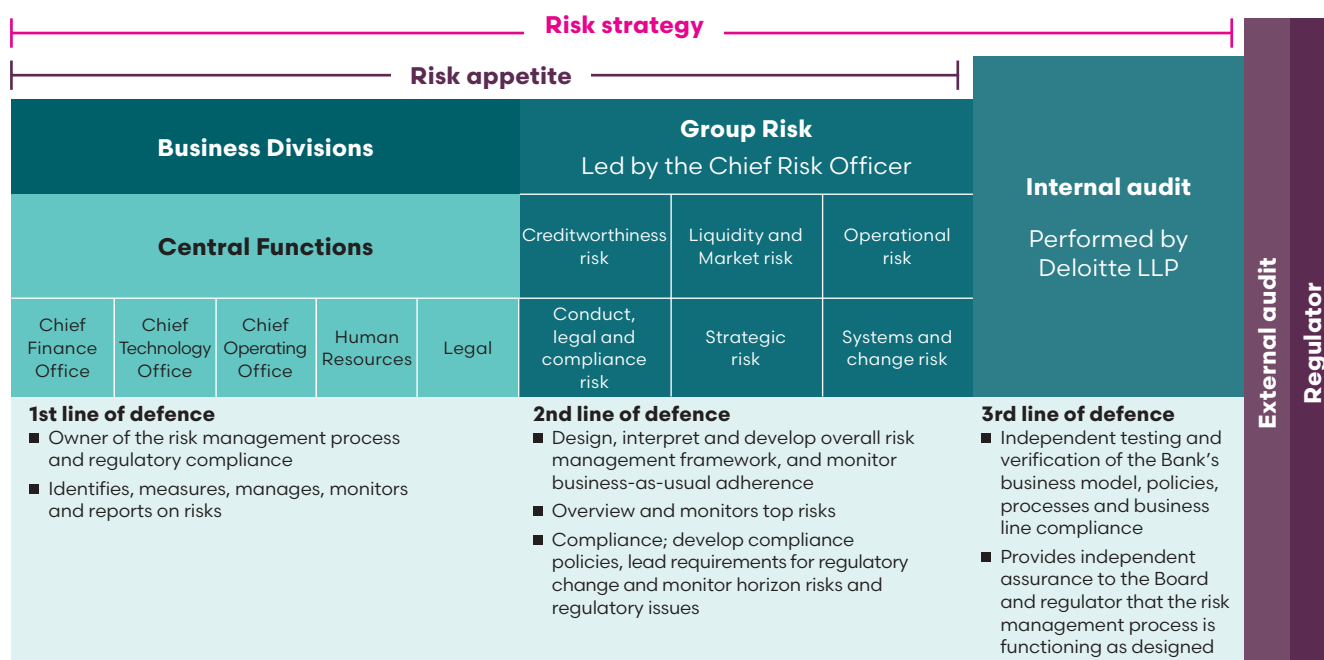 Risk strategy
Risk appetite
Business Divisions
Group Risk
Led by the Chief Risk Officer
Internal audit
Performed by
Deloitte LLP
Central Functions
Creditworthiness
risk
Liquidity and
Market risk
Operational
risk
Chief
Finance
Office
Chief
Technology
Office
Chief
Operating
Office
Human
Resources
Legal
Conduct,
legal and
compliance
risk
Strategic
risk
Systems and
change risk
1st line of defence
■ Owner of the risk management process
and regulatory compliance
■ Identifies, measures, manages, monitors
and reports on risks
2nd line of defence
■ Design, interpret and develop overall risk
management framework, and monitor
business-as-usual adherence
■ Overview and monitors top risks
■ Compliance; develop compliance
policies, lead requirements for regulatory
change and monitor horizon risks and
regulatory issues
3rd line of defence
■ Independent testing and
verification of the Bank’s
business model, policies,
processes and business
line compliance
■ Provides independent
assurance to the Board
and regulator that the risk
management process is
functioning as designed
External audit
Regulator